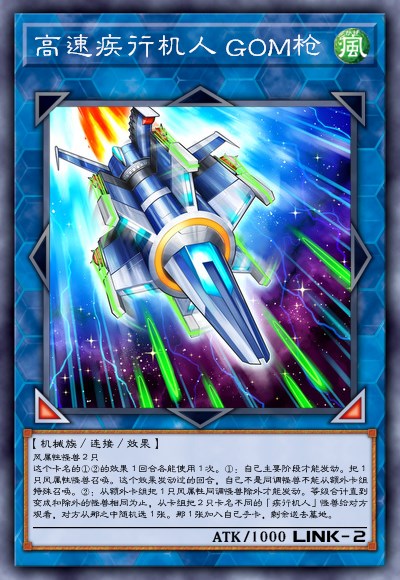 高速疾行机人 GOM枪
風
【机械族／连接／效果】
风属性怪兽２只
这个卡名的①②的效果１回合各能使用１次。①：自己主要阶段才能发动。把１
只风属性怪兽召唤。这个效果发动过的回合，自己不是同调怪兽不能从额外卡组
特殊召唤。②：从额外卡组把１只风属性同调怪兽除外才能发动。等级合计直到
变成和除外的怪兽相同为止，从卡组把２只卡名不同的「疾行机人」怪兽给对方
观看，对方从那之中随机选１张。那１张加入自己手卡，剩余送去墓地。
ATK/1000 LINK-2